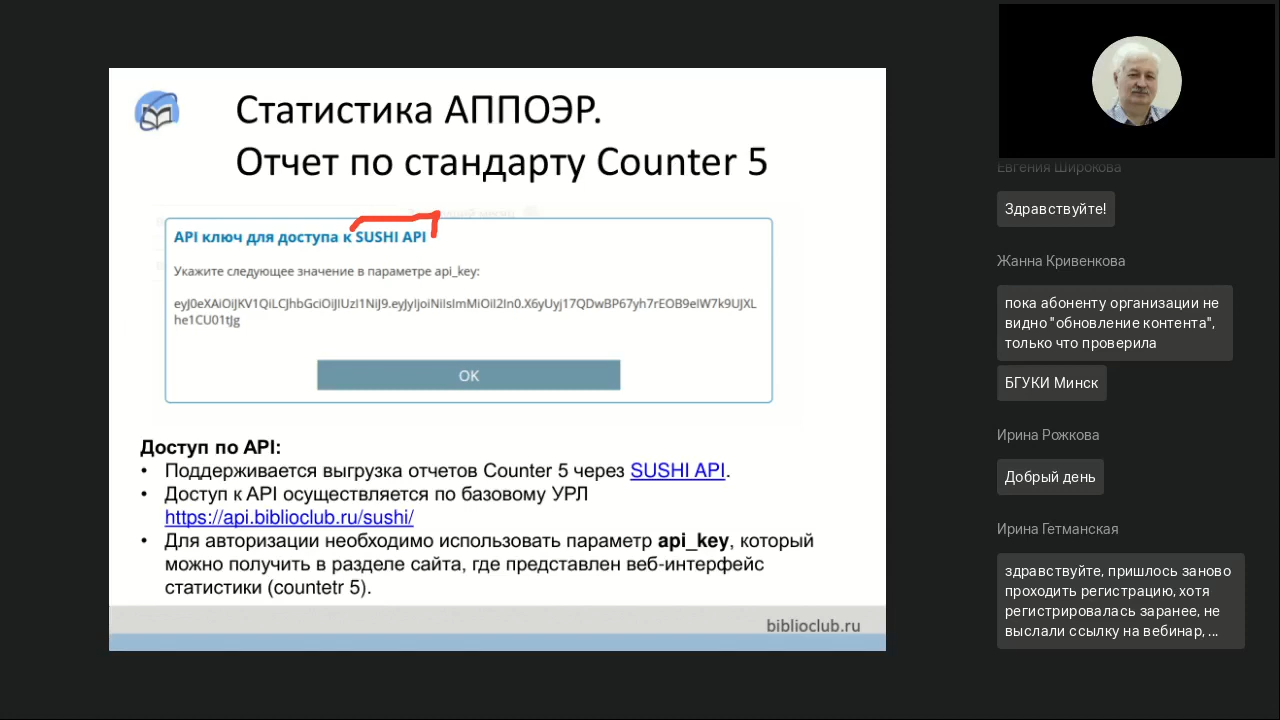 Статистика АППОЭР.
Отчет по стандарту Counter 5
API ключ для доступа к SUSHI API
Укажите следующее значение в параметре api_key:
eyJ0eXAiOiJKV1QiLCJhbGciOiJIUzI1NiJ9.eyJyIjoiNiIsImMiOiI2In0.X6yUyj17QDwBP67yh7rEOB9eIW7k9UJXL
he1CU01tJg
OK
Доступ по API:
• Поддерживается выгрузка отчетов Counter 5 через SUSHI API.
• Доступ к API осуществляется по базовому УРЛ
https://api.biblioclub.ru/sushi/
• Для авторизации необходимо использовать параметр api_key, который
можно получить в разделе сайта, где представлен веб-интерфейс
статистики (countetr 5).
biblioclub.ru
Евгения Широкова
Здравствуйте!
Жанна Кривенкова
пока абоненту организации не
видно "обновление контента",
только что проверила
БГУКИ Минск
Ирина Рожкова
Добрый день
Ирина Гетманская
здравствуйте, пришлось заново
проходить регистрацию, хотя
регистрировалась заранее, не
выслали ссылку на вебинар, ...